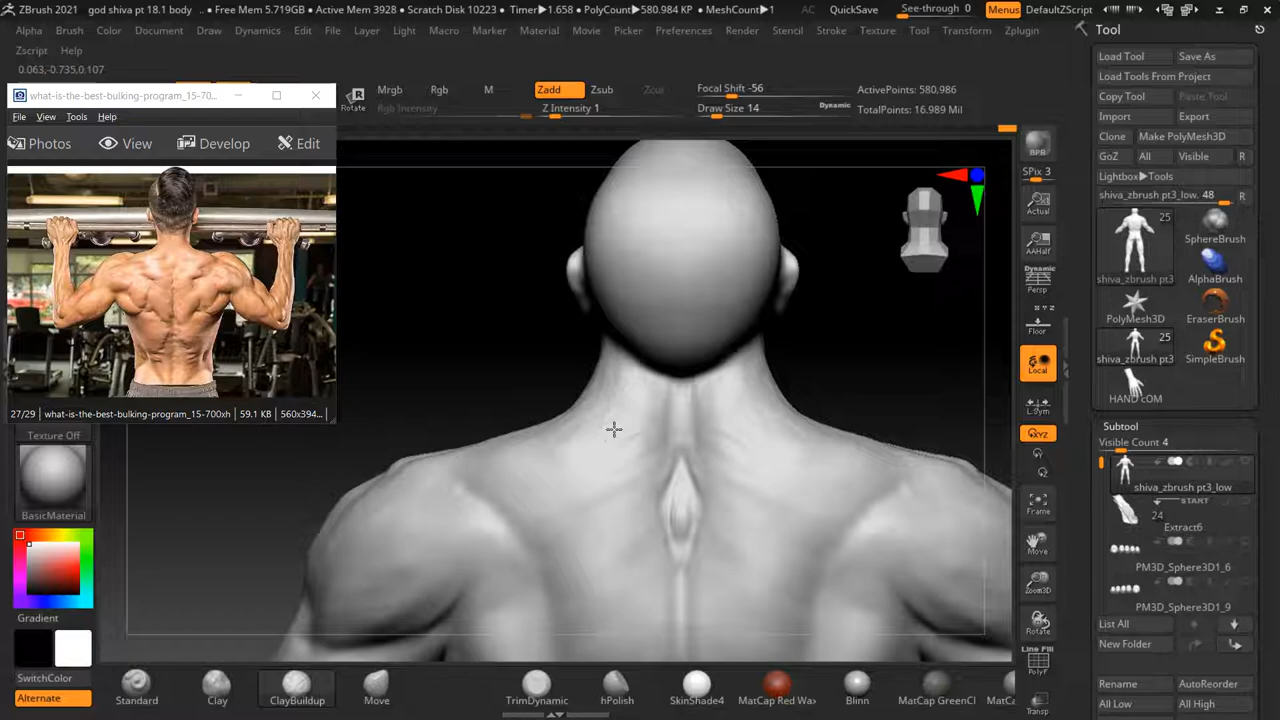 ZBrush 2021 god shiva pt 18.1 body .. • Free Mem 5.719GB • Active Mem 3928 • Scratch Disk 10223 • Timer▶1.658 • PolyCount▶580.984 KP • MeshCount▶1 AC QuickSave See-through 0 Menus DefaultZScript
Alpha Brush Color Document Draw Dynamics Edit File Layer Light Macro Marker Material Movie Picker Preferences Render Stencil Stroke Texture Tool Transform Zplugin
Zscript Help
0.063,-0.735,0.107
what-is-the-best-bulking-program_15-70...
File View Tools Help
Photos View Develop Edit
27/29 what-is-the-best-bulking-program_15-700xh 59.1 KB 560x394...
Rotate
Mrgb Rgb M Zadd Zsub Zcut
Rgb Intensity Z Intensity 1
Focal Shift -56
Draw Size 14 Dynamic
ActivePoints: 580,986
TotalPoints: 16.989 Mil
Texture Off
BasicMaterial
Gradient
SwitchColor
Alternate
Standard Clay ClayBuildup Move TrimDynamic hPolish SkinShade4 MatCap Red Wax Blinn MatCap GreenCl MatCa
BPR
SPix 3
Actual
AAHalf
Dynamic
Persp
X Y Z
Floor
Local
L.Sym
XYZ
Frame
Move
Zoom3D
Rotate
Line Fill
PolyF
Transp
Tool
Load Tool Save As
Load Tools From Project
Copy Tool Paste Tool
Import Export
Clone Make PolyMesh3D
GoZ All Visible R
Lightbox▶Tools
shiva_zbrush pt3_low. 48 R
25
shiva_zbrush pt3
SphereBrush
AlphaBrush
PolyMesh3D
EraserBrush
25
shiva_zbrush pt3
SimpleBrush
HAND cOM
Subtool
Visible Count 4
shiva_zbrush pt3_low
START
24
Extract6
PM3D_Sphere3D1_6
PM3D_Sphere3D1_9
List All
New Folder
Rename AutoReorder
All Low All High